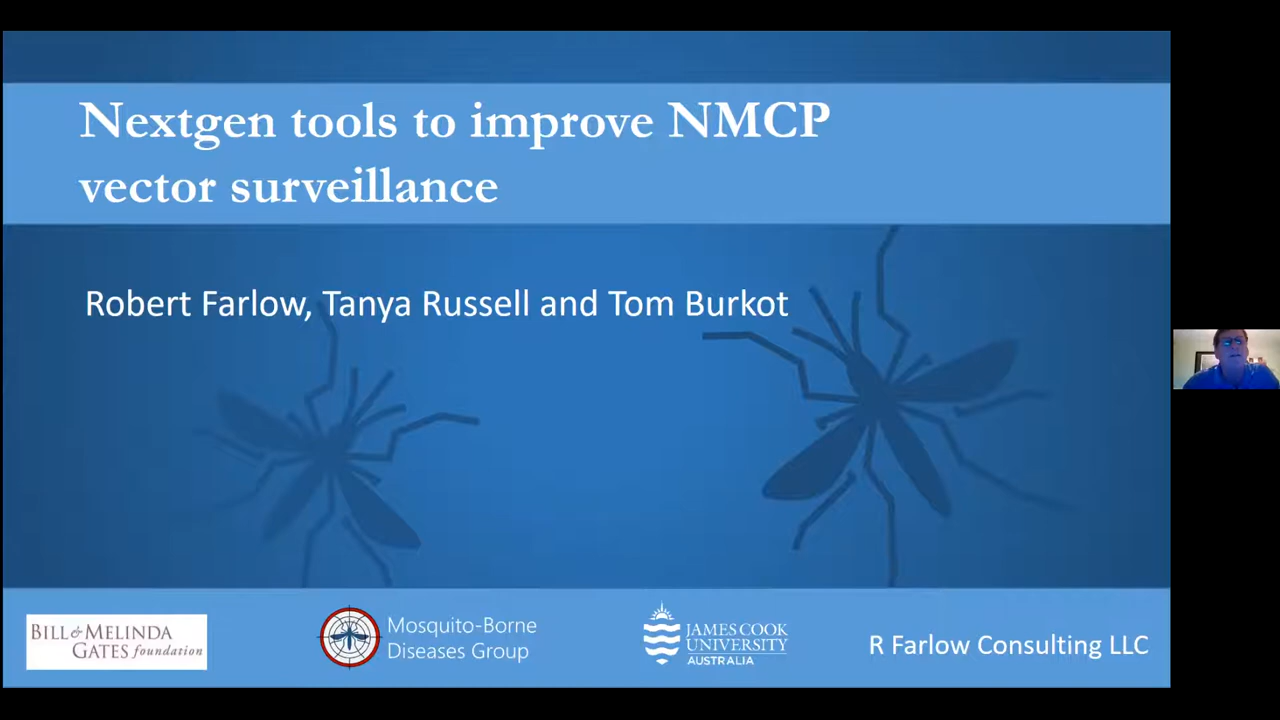 Nextgen tools to improve NMCP
vector surveillance
Robert Farlow, Tanya Russell and Tom Burkot
BILL & MELINDA
GATES foundation
Mosquito-Borne
Diseases Group
JAMES COOK
UNIVERSITY
AUSTRALIA
R Farlow Consulting LLC